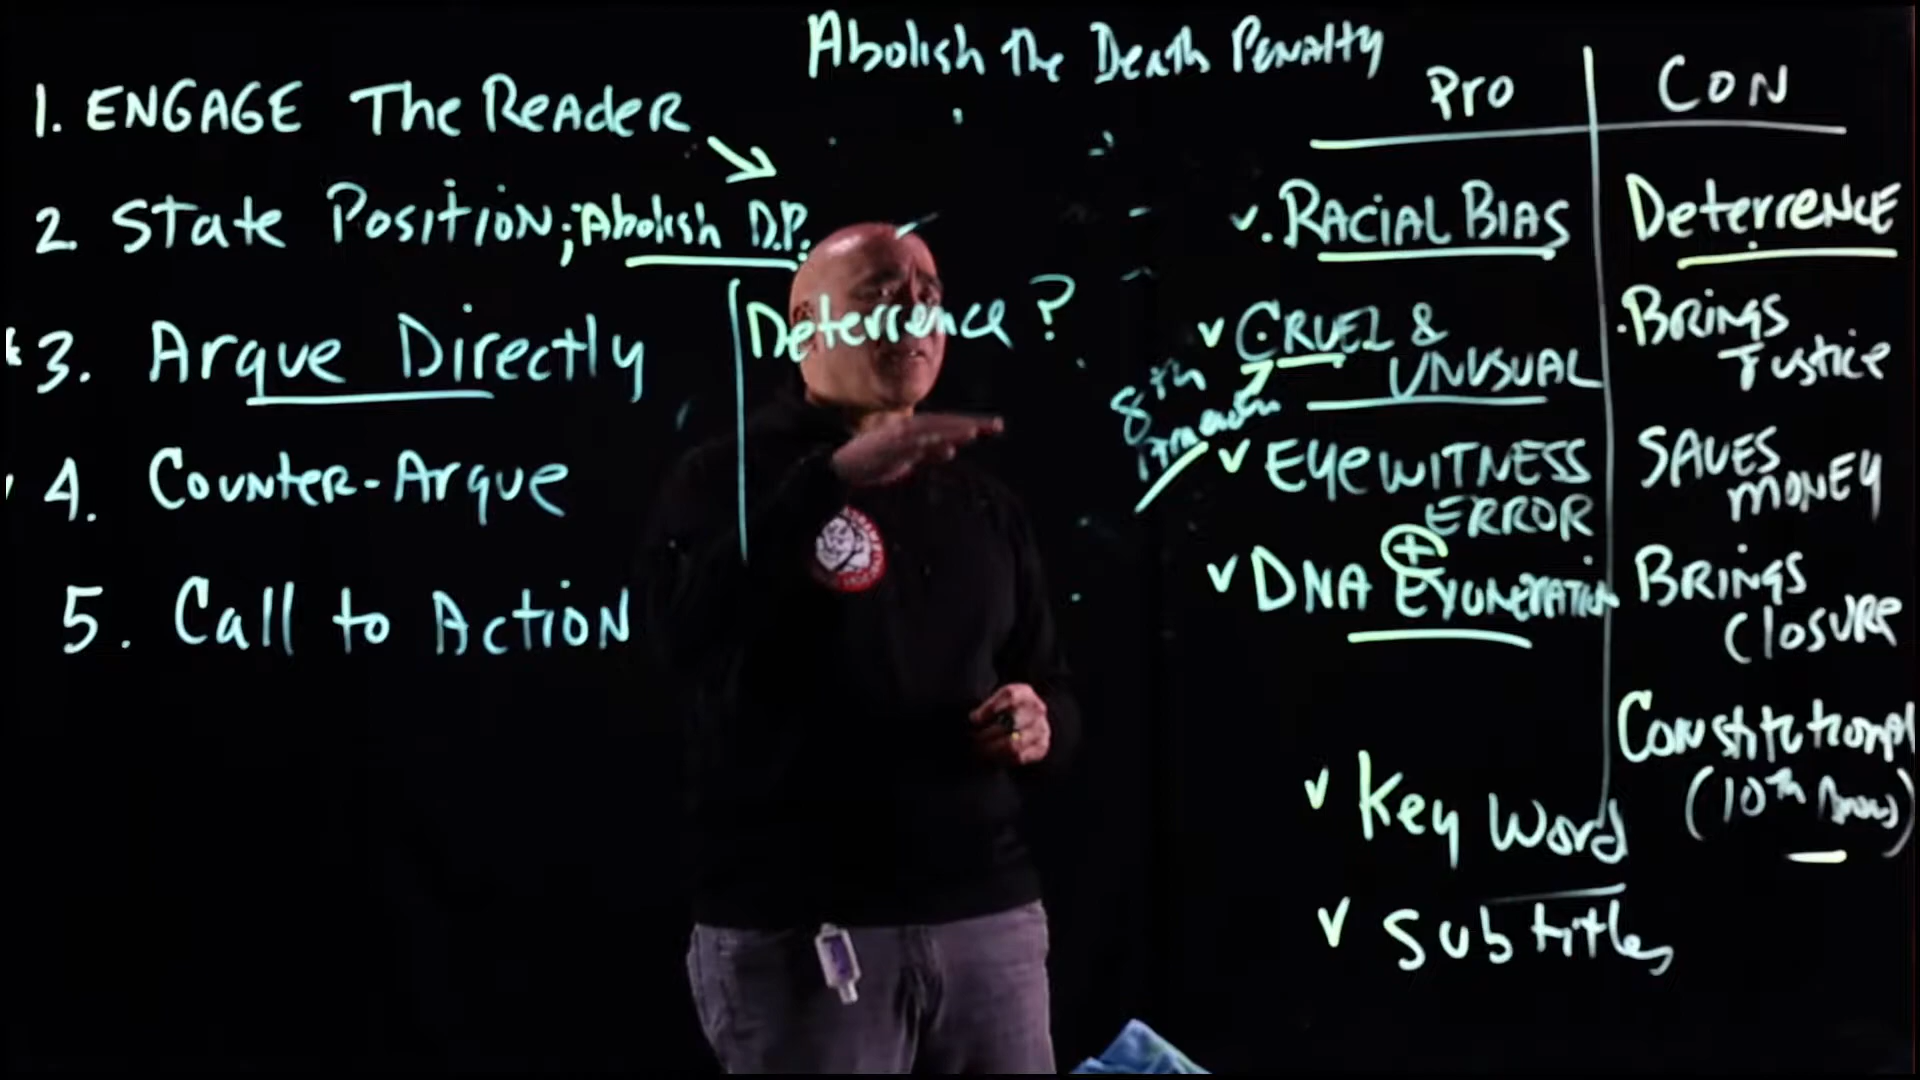 Abolish The Death Penalty
1. ENGAGE The Reader
2 State Position; Abolish D.P.
3. Argue Directly
Deterrence?
4. Counter-Argue
5. Call to Action
Pro
Con
Racial Bias
Cruel &
Unusual
8th
Eyewitness
Error
+
DNA Exoneration
Deterrence
Brings
Justice
Saves
Money
Brings
Closure
Constitutional
(10th
Key Word
Subtitles